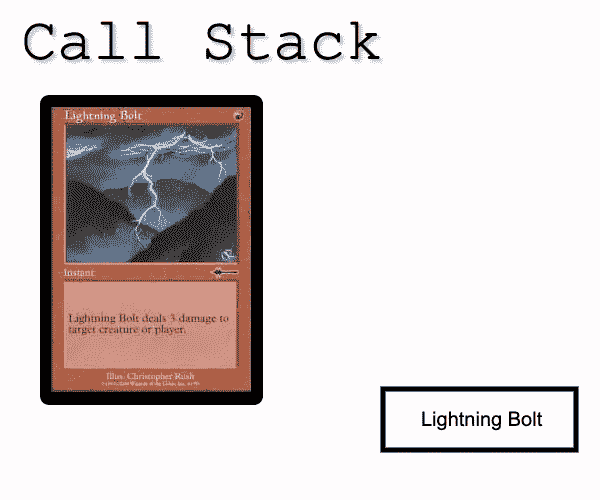 Call Stack
Lightning Bolt
Instant
Lightning Bolt deals 3 damage to
target creature or player.
Illus. Christopher Rush
Lightning Bolt